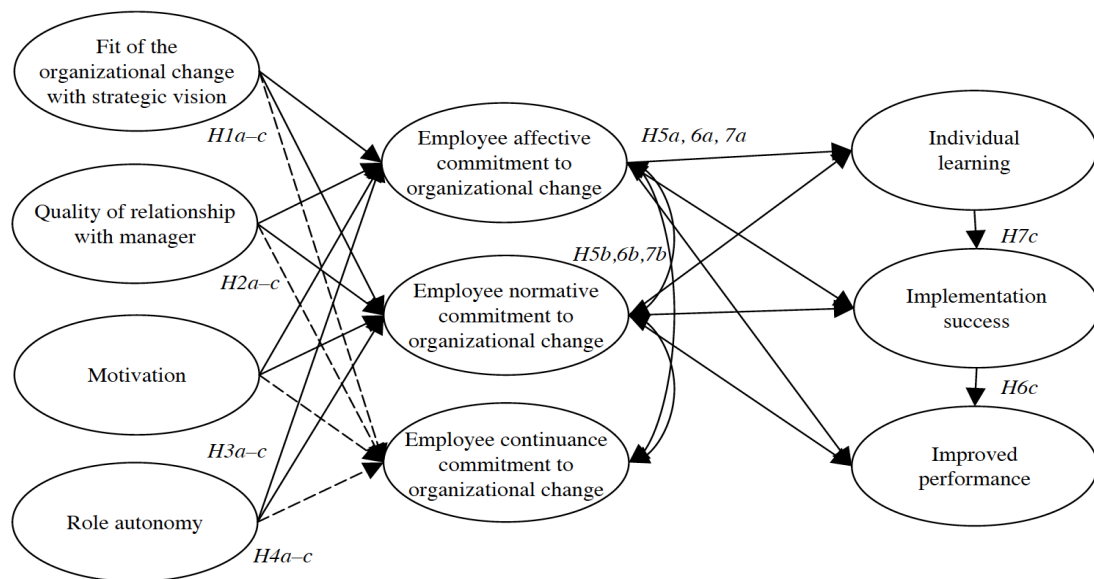 Fit of the
organizational change
with strategic vision
H1a–c
Quality of relationship
with manager
H2a–c
Motivation
H3a–c
Role autonomy
H4a–c
Employee affective
commitment to
organizational change
H5a, 6a, 7a
Employee normative
commitment to
organizational change
H5b,6b,7b
Employee continuance
commitment to
organizational change
Individual
learning
H7c
Implementation
success
H6c
Improved
performance